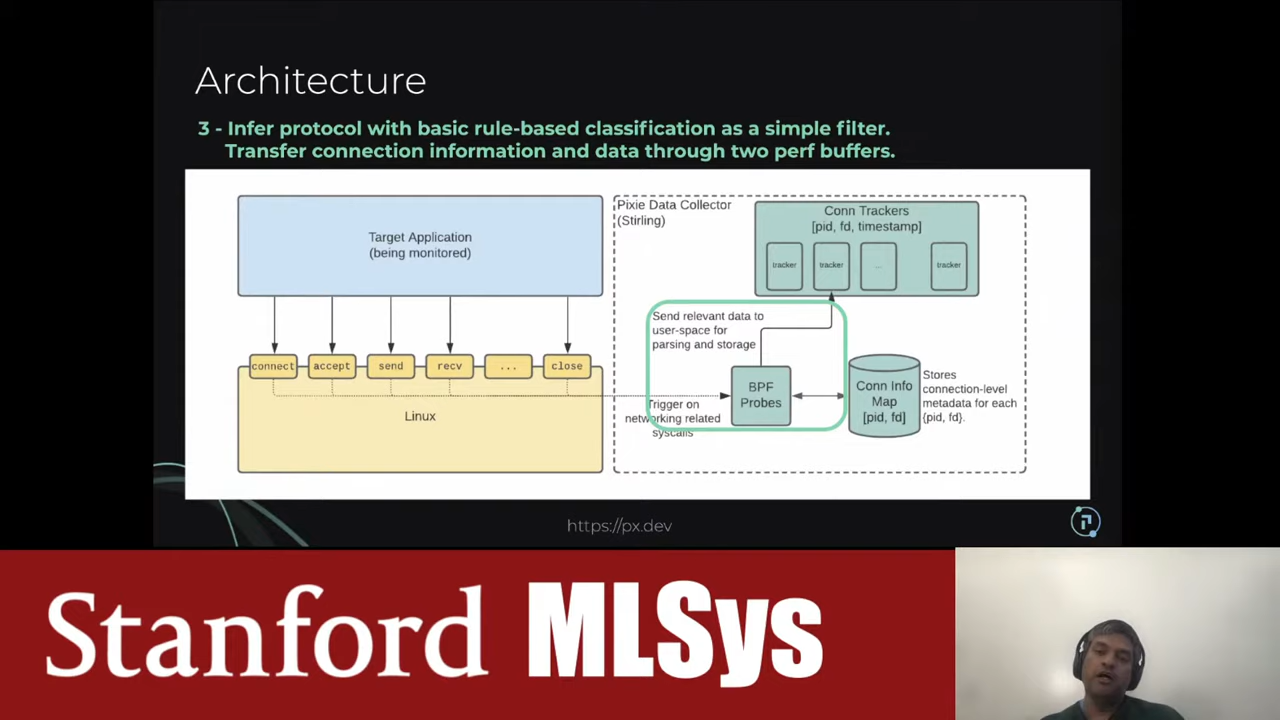 Architecture
3 - Infer protocol with basic rule-based classification as a simple filter.
Transfer connection information and data through two perf buffers.
Target Application
(being monitored)
connect
accept
send
recv
...
close
Linux
Pixie Data Collector
(Stirling)
Conn Trackers
[pid, fd, timestamp]
tracker
tracker
...
tracker
Send relevant data to
user-space for
parsing and storage
BPF
Probes
Trigger on
networking related
syscalls
Conn Info
Map
[pid, fd]
Stores
connection-level
metadata for each
{pid, fd}.
https://px.dev
Stanford MLSys